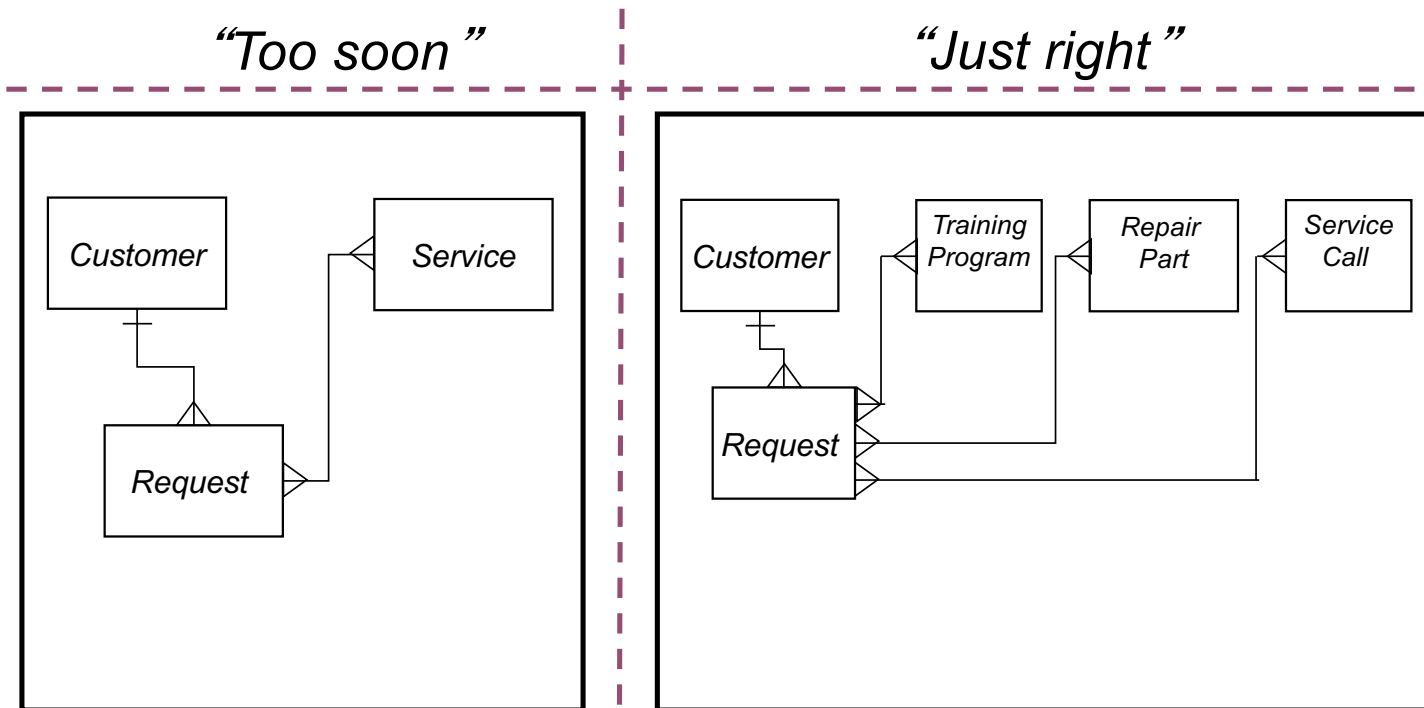 “Too soon”
“Just right”
Customer
Service
Request
Customer
Training
Program
Repair
Part
Service
Call
Request